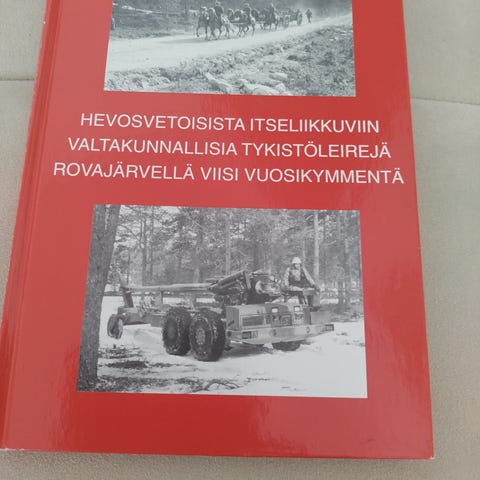 HEVOSVETOISISTA ITSELIIKKUVIIN
VALTAKUNNALLISIA TYKISTÖLEIREJÄ
ROVAJÄRVELLÄ VIISI VUOSIKYMMENTÄ